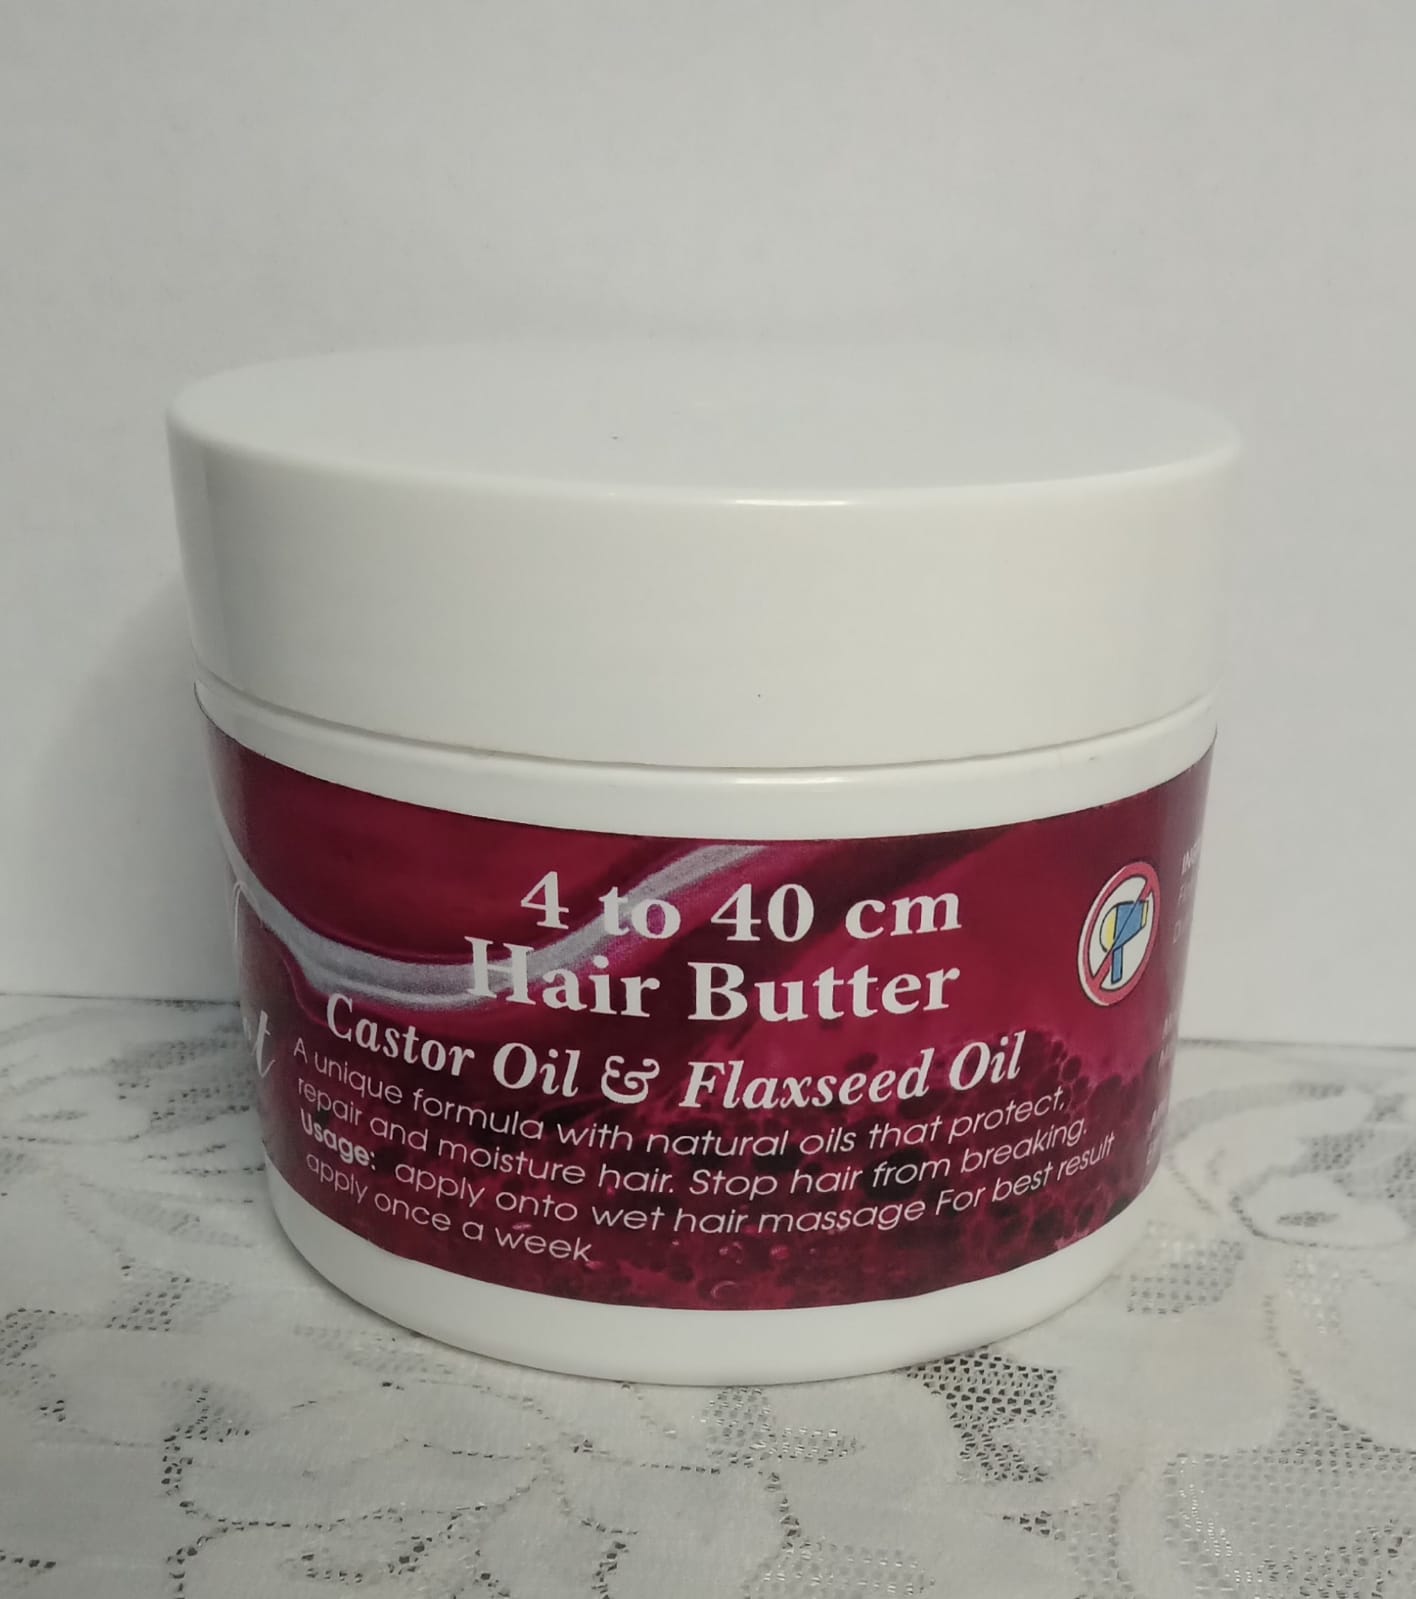 4 to 40 cm
Hair Butter
Castor Oil & Flaxseed Oil
A unique formula with natural oils that protect,
repair and moisture hair. Stop hair from breaking.
Usage: apply onto wet hair massage For best result
apply once a week